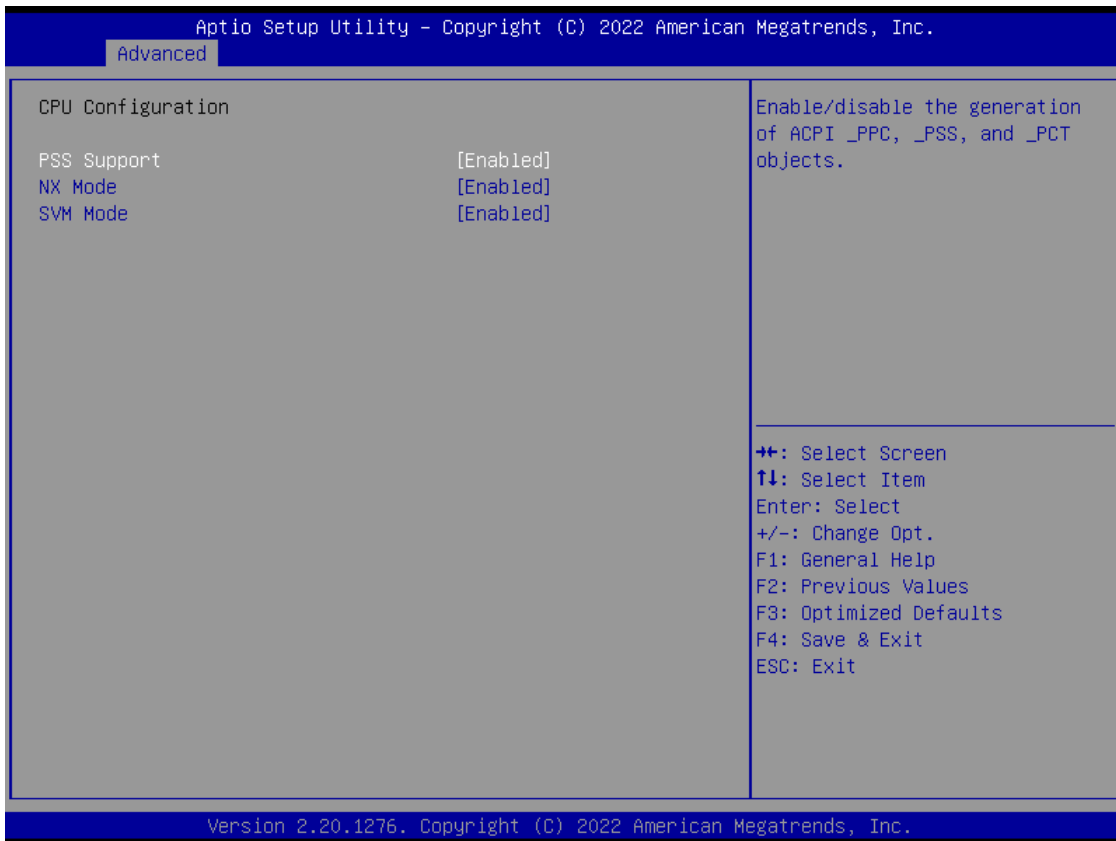 Aptio Setup Utility – Copyright (C) 2022 American Megatrends, Inc.
Advanced
CPU Configuration
PSS Support [Enabled]
NX Mode [Enabled]
SVM Mode [Enabled]
Enable/disable the generation
of ACPI _PPC, _PSS, and _PCT
objects.
→←: Select Screen
↑↓: Select Item
Enter: Select
+/-: Change Opt.
F1: General Help
F2: Previous Values
F3: Optimized Defaults
F4: Save & Exit
ESC: Exit
Version 2.20.1276. Copyright (C) 2022 American Megatrends, Inc.